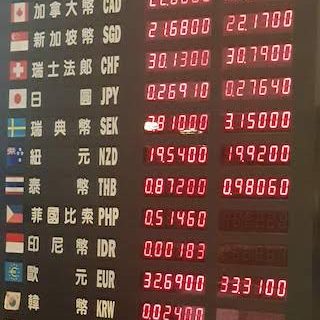 加拿大幣 CAD
新加坡幣 SGD 21.6800 22.1700
瑞士法郎 CHF 30.1300 30.7900
日圓 JPY 0.26910 0.27640
瑞典幣 SEK 3.15000
紐元 NZD 19.5400 19.9200
泰幣 THB 0.87200 0.98060
菲國比索 PHP 0.51460
印尼幣 IDR 0.00183
歐元 EUR 32.6900 33.3100
韓幣 KRW 0.02400